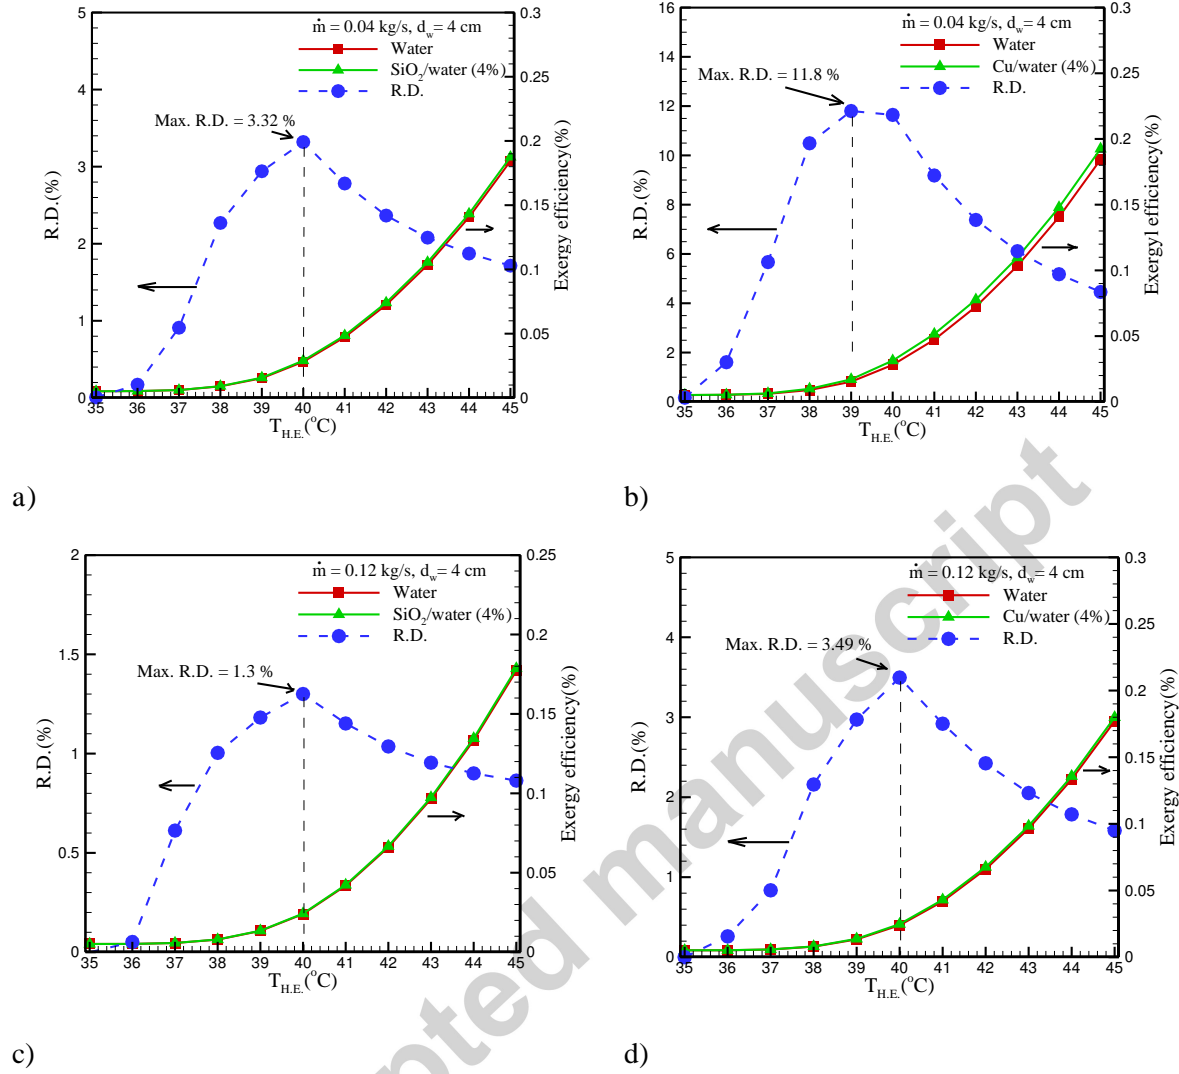 ṁ = 0.04 kg/s, d_w = 4 cm
Water
SiO₂/water (4%)
R.D.
Max. R.D. = 3.32 %
R.D.(%)
5
4
3
2
1
0
Exergy efficiency(%)
0.3
0.25
0.2
0.15
0.1
0.05
0
35 36 37 38 39 40 41 42 43 44 45
T_H.E.(°C)
a)
ṁ = 0.04 kg/s, d_w = 4 cm
Water
Cu/water (4%)
R.D.
Max. R.D. = 11.8 %
R.D.(%)
16
14
12
10
8
6
4
2
0
Exergyl efficiency(%)
0.3
0.25
0.2
0.15
0.1
0.05
0
35 36 37 38 39 40 41 42 43 44 45
T_H.E.(°C)
b)
ṁ = 0.12 kg/s, d_w = 4 cm
Water
SiO₂/water (4%)
R.D.
Max. R.D. = 1.3 %
R.D.(%)
2
1.5
1
0.5
0
Exergy efficiency(%)
0.25
0.2
0.15
0.1
0.05
0
35 36 37 38 39 40 41 42 43 44 45
T_H.E.(°C)
c)
ṁ = 0.12 kg/s, d_w = 4 cm
Water
Cu/water (4%)
R.D.
Max. R.D. = 3.49 %
R.D.(%)
5
4
3
2
1
0
Exergy efficiency(%)
0.3
0.25
0.2
0.15
0.1
0.05
0
35 36 37 38 39 40 41 42 43 44 45
T_H.E.(°C)
d)
pted manuscript